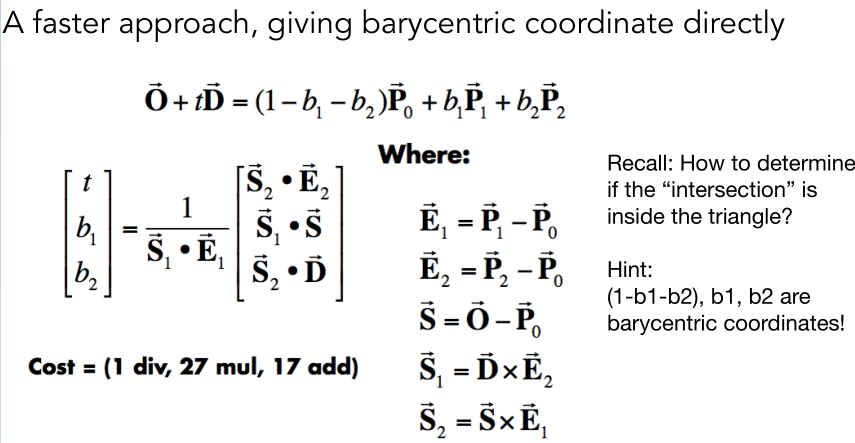 A faster approach, giving barycentric coordinate directly
$\vec{\mathbf{O}} + t\vec{\mathbf{D}} = (1 - b_1 - b_2)\vec{\mathbf{P}}_0 + b_1\vec{\mathbf{P}}_1 + b_2\vec{\mathbf{P}}_2$
$\begin{bmatrix} t \\ b_1 \\ b_2 \end{bmatrix} = \frac{1}{\vec{\mathbf{S}}_1 \bullet \vec{\mathbf{E}}_1} \begin{bmatrix} \vec{\mathbf{S}}_2 \bullet \vec{\mathbf{E}}_2 \\ \vec{\mathbf{S}}_1 \bullet \vec{\mathbf{S}} \\ \vec{\mathbf{S}}_2 \bullet \vec{\mathbf{D}} \end{bmatrix}$
Cost = (1 div, 27 mul, 17 add)
Where:
$\vec{\mathbf{E}}_1 = \vec{\mathbf{P}}_1 - \vec{\mathbf{P}}_0$
$\vec{\mathbf{E}}_2 = \vec{\mathbf{P}}_2 - \vec{\mathbf{P}}_0$
$\vec{\mathbf{S}} = \vec{\mathbf{O}} - \vec{\mathbf{P}}_0$
$\vec{\mathbf{S}}_1 = \vec{\mathbf{D}} \times \vec{\mathbf{E}}_2$
$\vec{\mathbf{S}}_2 = \vec{\mathbf{S}} \times \vec{\mathbf{E}}_1$
Recall: How to determine
if the “intersection” is
inside the triangle?
Hint:
(1-b1-b2), b1, b2 are
barycentric coordinates!